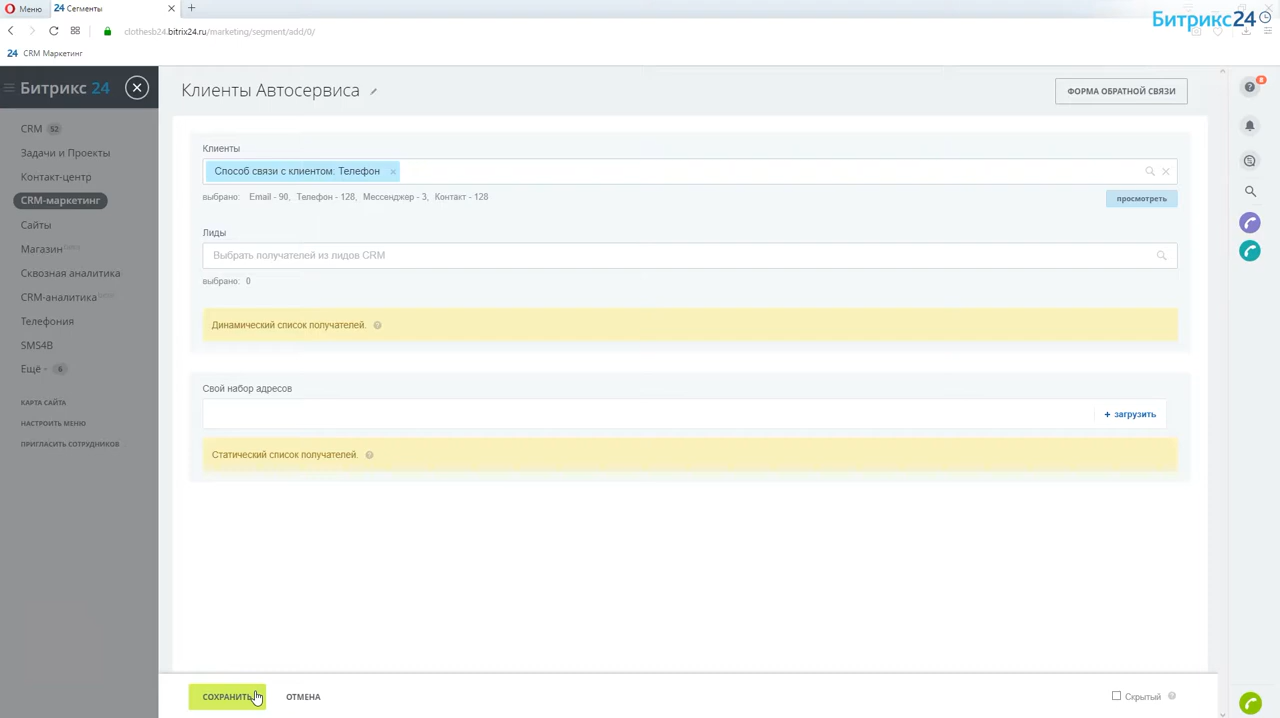 Меню
24 Сегменты
Битрикс24
clothesb24.bitrix24.ru/marketing/segment/add/0/
24 CRM Маркетинг
Битрикс 24
Клиенты Автосервиса
ФОРМА ОБРАТНОЙ СВЯЗИ
8
CRM 52
Задачи и Проекты
Контакт-центр
CRM-маркетинг
Сайты
Магазин
Сквозная аналитика
CRM-аналитика
Телефония
SMS4B
Ещё - 6
КАРТА САЙТА
НАСТРОИТЬ МЕНЮ
ПРИГЛАСИТЬ СОТРУДНИКОВ
Клиенты
Способ связи с клиентом: Телефон
выбрано: Email - 90, Телефон - 128, Мессенджер - 3, Контакт - 128
просмотреть
Лиды
Выбрать получателей из лидов CRM
выбрано: 0
Динамический список получателей. ?
Свой набор адресов
+ загрузить
Статический список получателей. ?
СОХРАНИТЬ
ОТМЕНА
Скрытый ?